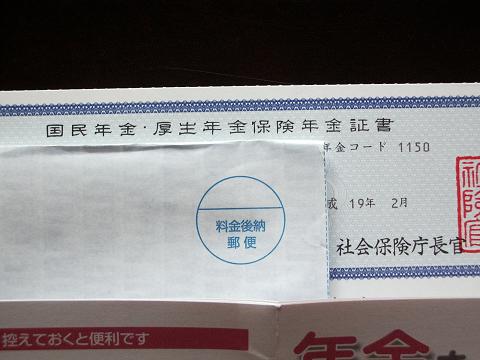 国民年金・厚生年金保険年金証書
年金コード 1150
成 19年 2月
社会保険庁長官
料金後納
郵便
控えておくと便利です
年金